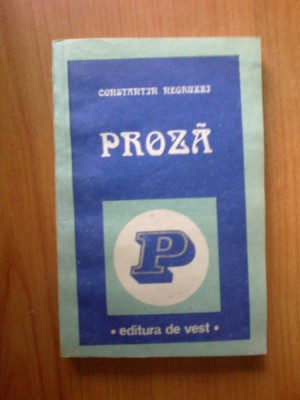 CONSTANTIN NEGRUZZI
PROZĂ
P
• editura de vest •